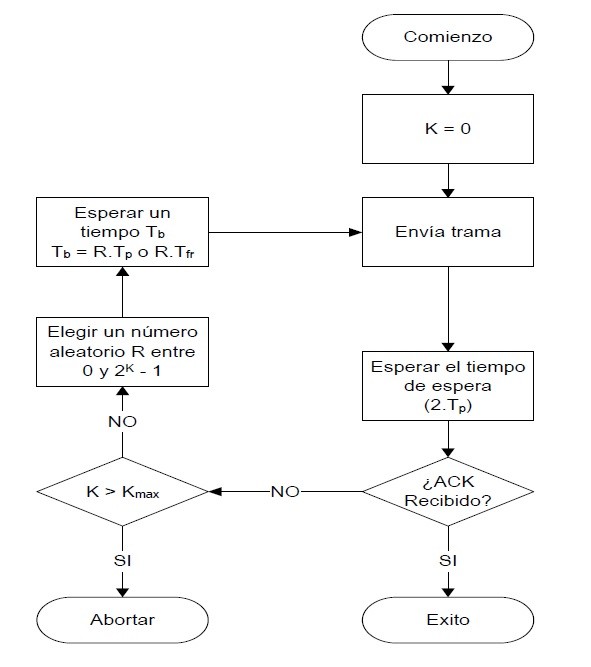 Comienzo
K = 0
Envía trama
Esperar el tiempo
de espera
(2.Tp)
¿ACK
Recibido?
NO
SI
Exito
K > Kmax
SI
Abortar
NO
Elegir un número
aleatorio R entre
0 y 2ᴷ - 1
Esperar un
tiempo Tb
Tb = R.Tp o R.Tfr